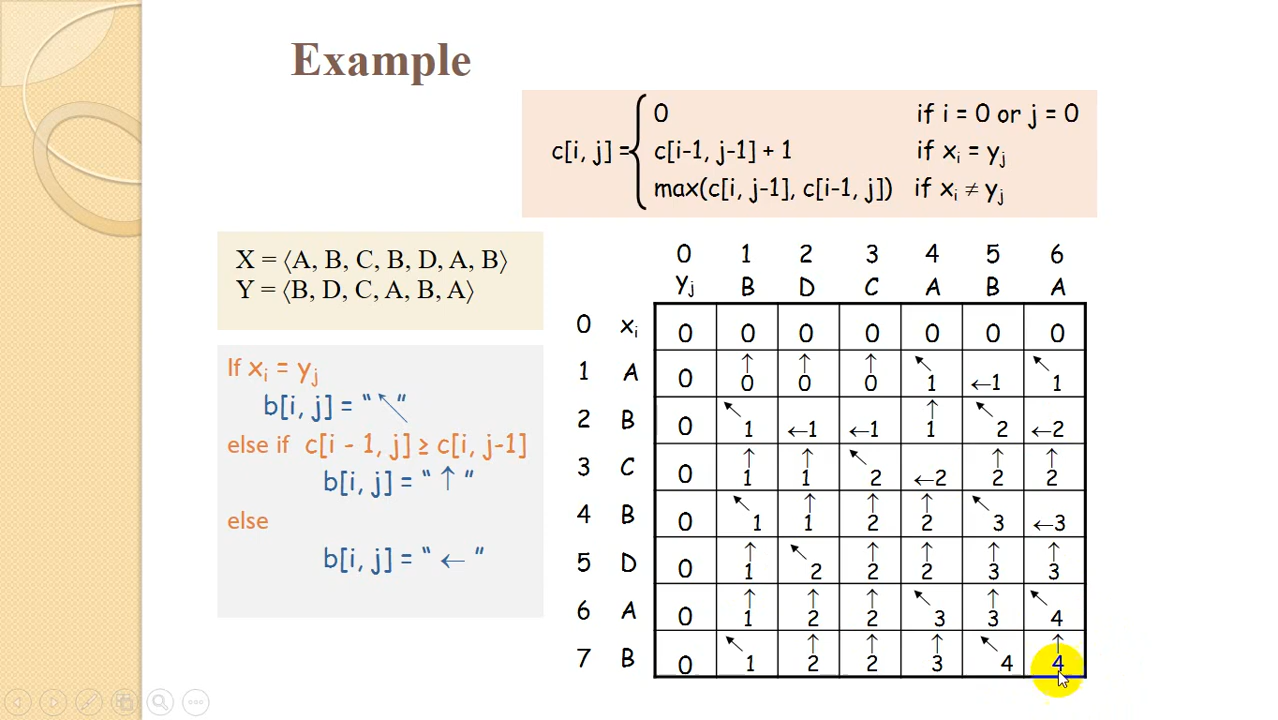 Example
c[i, j] = { 0 if i = 0 or j = 0
c[i-1, j-1] + 1 if xi = yj
max(c[i, j-1], c[i-1, j]) if xi ≠ yj
X = ⟨A, B, C, B, D, A, B⟩
Y = ⟨B, D, C, A, B, A⟩
If xi = yj
b[i, j] = “↖”
else if c[i - 1, j] ≥ c[i, j-1]
b[i, j] = “ ↑ ”
else
b[i, j] = “ ← ”
0 1 2 3 4 5 6
yj B D C A B A
0 xi 0 0 0 0 0 0 0
1 A 0 ↑0 ↑0 ↑0 ↖1 ←1 ↖1
2 B 0 ↖1 ←1 ←1 ↑1 ↖2 ←2
3 C 0 ↑1 ↑1 ↖2 ←2 ↑2 ↑2
4 B 0 ↖1 ↑1 ↑2 ↑2 ↖3 ←3
5 D 0 ↑1 ↖2 ↑2 ↑2 ↑3 ↑3
6 A 0 ↑1 ↑2 ↑2 ↖3 ↑3 ↖4
7 B 0 ↖1 ↑2 ↑2 ↑3 ↖4 ↑4